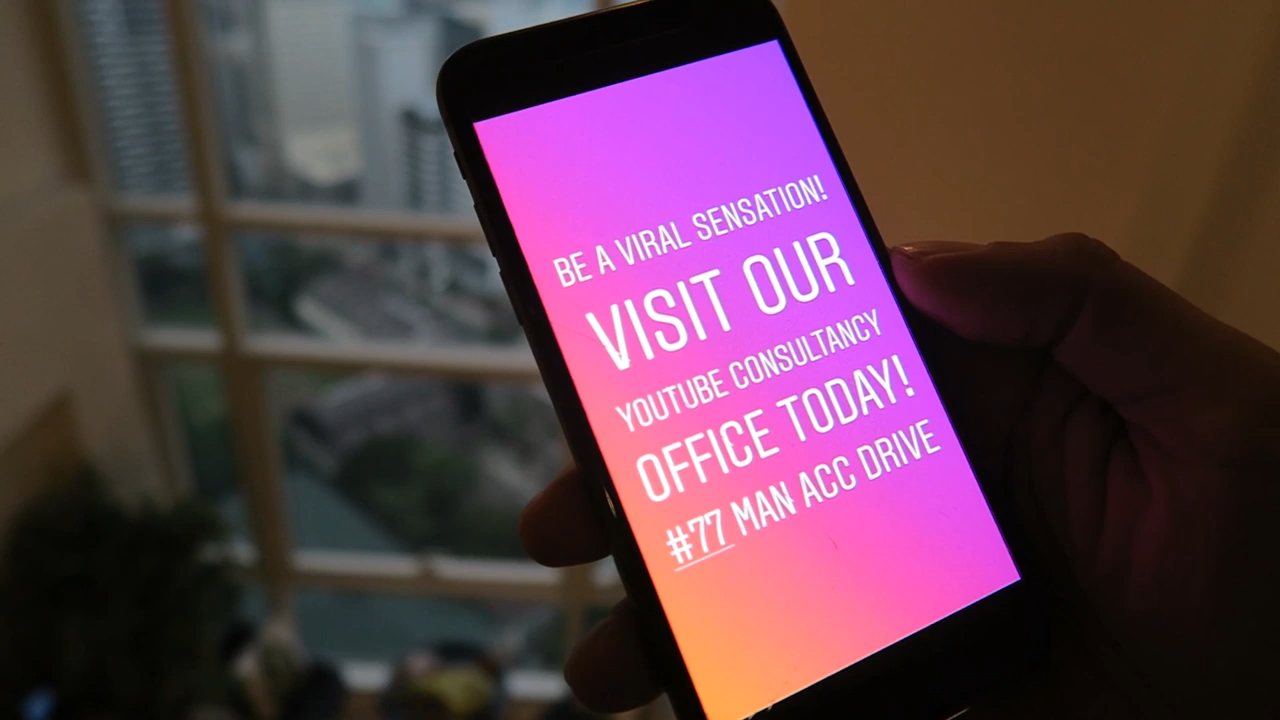 BE A VIRAL SENSATION!
VISIT OUR
YOUTUBE CONSULTANCY
OFFICE TODAY!
#77 MAN ACC DRIVE